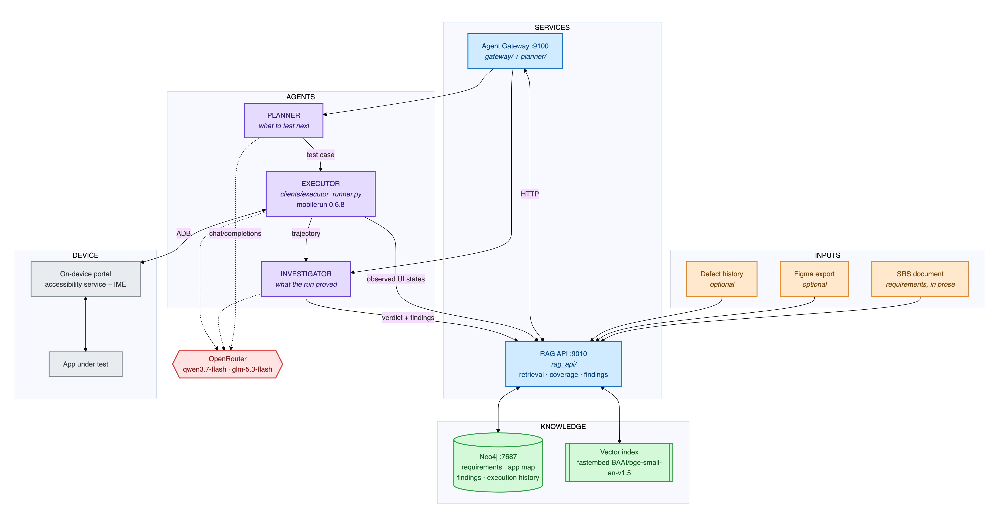 SERVICES
Agent Gateway :9100
gateway/ + planner/
AGENTS
PLANNER
what to test next
test case
EXECUTOR
clients/executor_runner.py
mobilerun 0.6.8
HTTP
ADB
chat/completions
trajectory
DEVICE
On-device portal
accessibility service + IME
INVESTIGATOR
what the run proved
observed UI states
INPUTS
Defect history
optional
Figma export
optional
SRS document
requirements, in prose
verdict + findings
App under test
OpenRouter
qwen3.7-flash · glm-5.3-flash
RAG API :9010
rag_api/
retrieval · coverage · findings
KNOWLEDGE
Neo4j :7687
requirements · app map
findings · execution history
Vector index
fastembed BAAI/bge-small-
en-v1.5